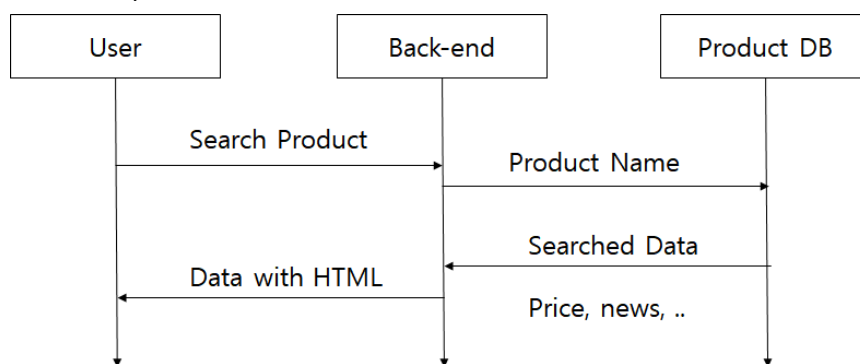 User
Back-end
Product DB
Search Product
Product Name
Searched Data
Data with HTML
Price, news, ..